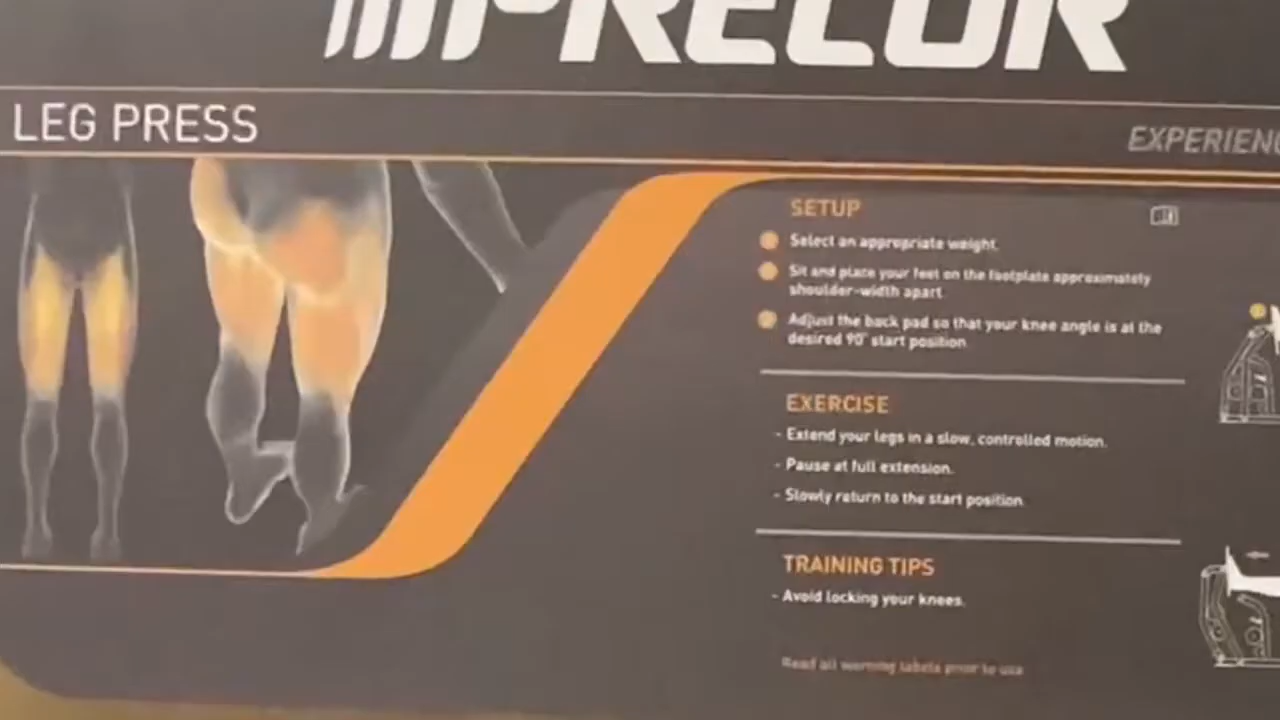 PRECOR
LEG PRESS
EXPERIENC
SETUP
Select an appropriate weight.
Sit and place your feet on the footplate approximately
shoulder-width apart.
Adjust the back pad so that your knee angle is at the
desired 90° start position.
EXERCISE
- Extend your legs in a slow, controlled motion.
- Pause at full extension.
- Slowly return to the start position.
TRAINING TIPS
- Avoid locking your knees.
Read all warning labels prior to use